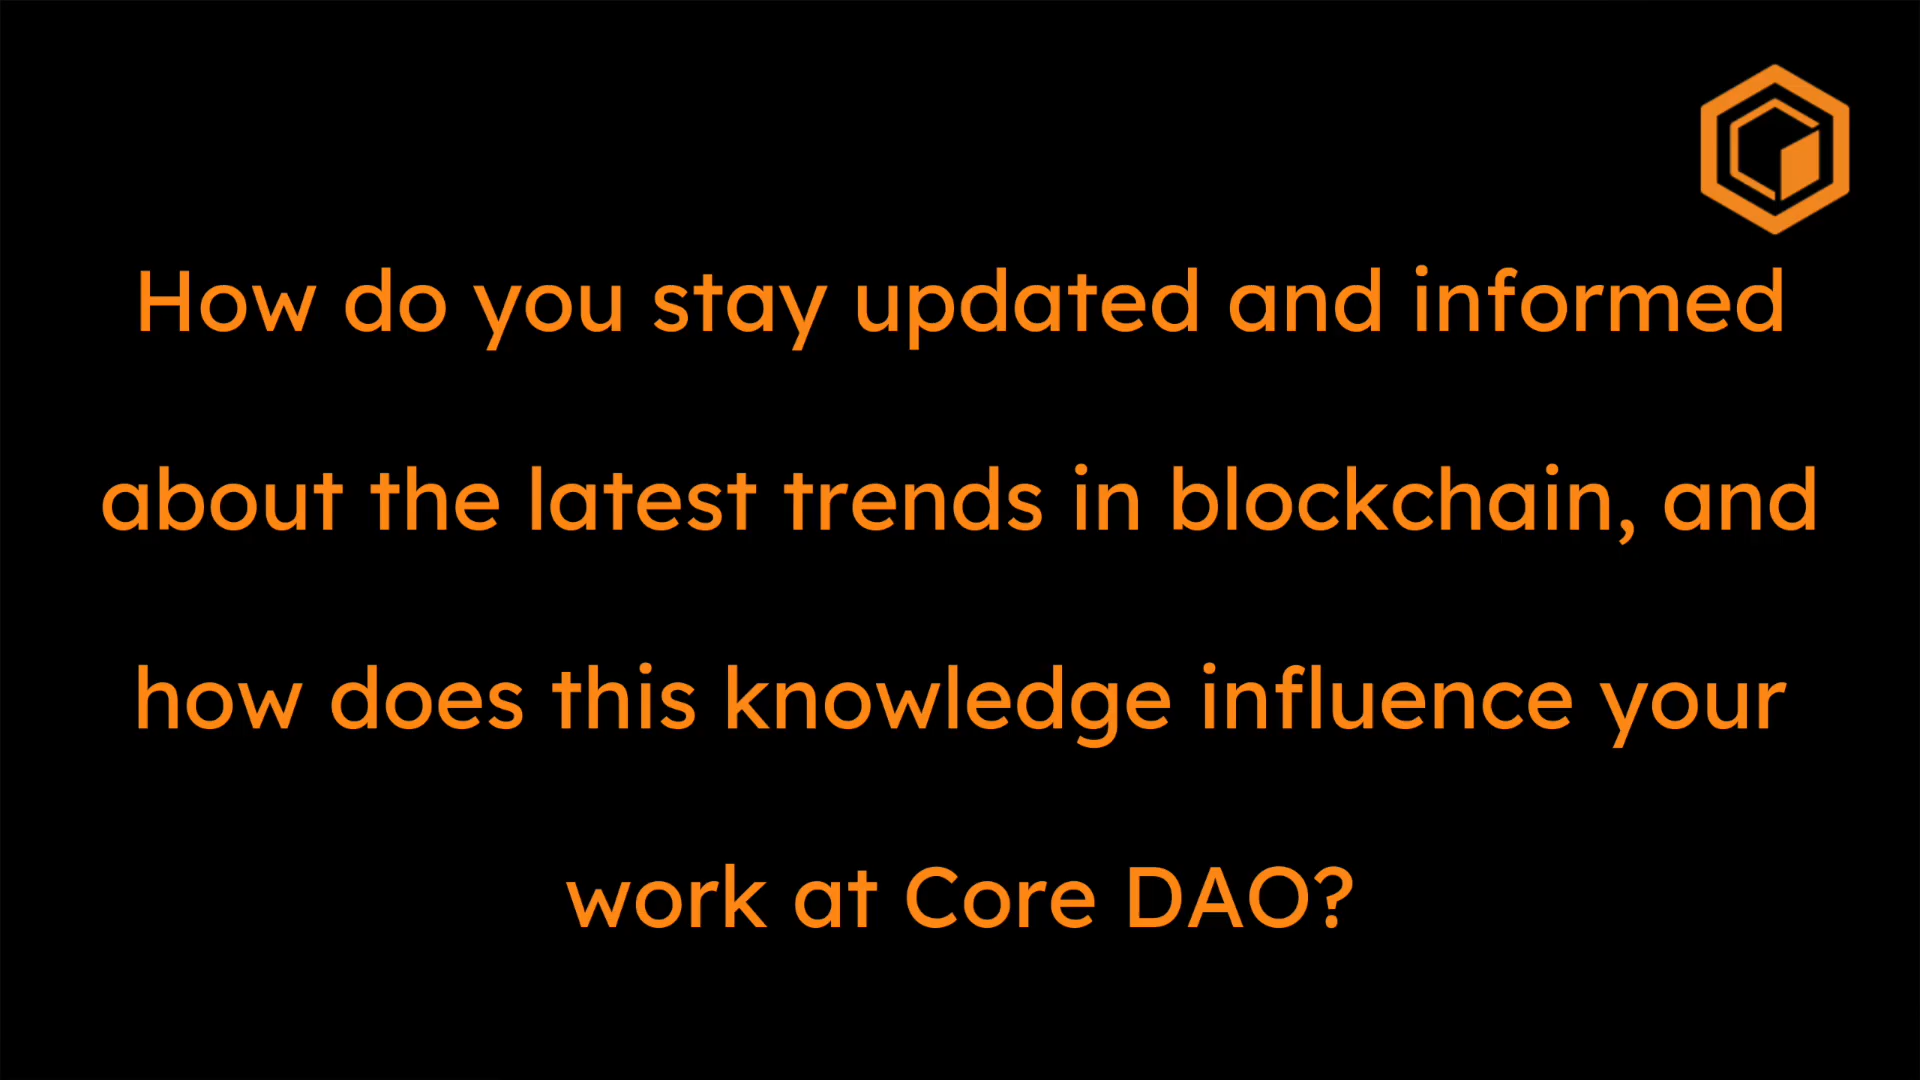 How do you stay updated and informed
about the latest trends in blockchain, and
how does this knowledge influence your
work at Core DAO?